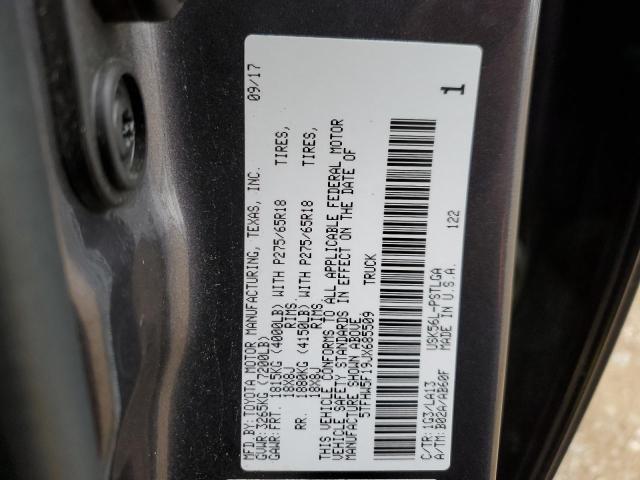 MFD.BY: TOYOTA MOTOR MANUFACTURING, TEXAS, INC. 09/17
GVWR:3265KG (7200LB)
GAWR:FRT. 1815KG (4000LB) WITH P275/65R18 TIRES,
18X8J RIMS.
RR. 1880KG (4150LB) WITH P275/65R18 TIRES,
18X8J RIMS.
THIS VEHICLE CONFORMS TO ALL APPLICABLE FEDERAL MOTOR
VEHICLE SAFETY STANDARDS IN EFFECT ON THE DATE OF
MANUFACTURE SHOWN ABOVE.
5TFHW5F19JX685509 TRUCK
C/TR:1G3/LA13 USK56L-PSTLGA
A/TM:B02A/AB60F MADE IN U.S.A. 122
1